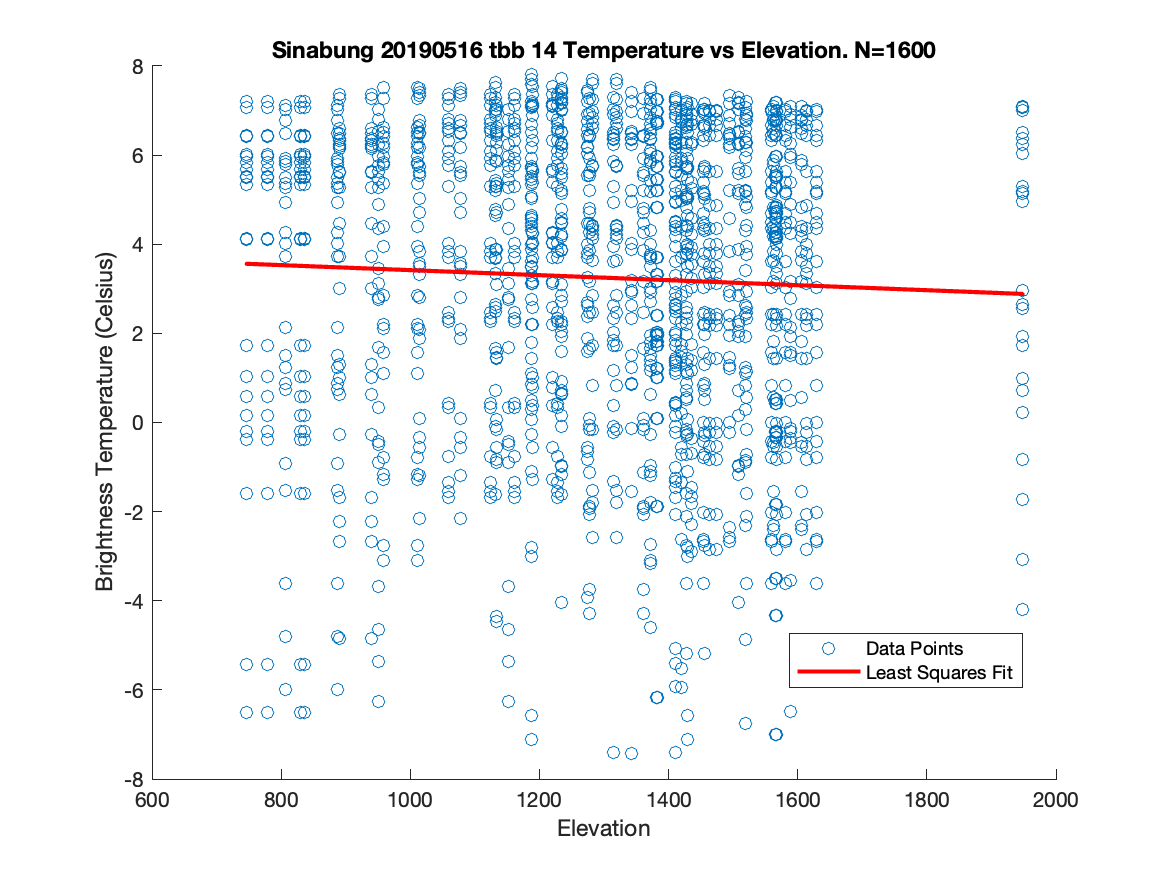 Sinabung 20190516 tbb 14 Temperature vs Elevation. N=1600
8
6
4
2
0
-2
-4
-6
-8
Brightness Temperature (Celsius)
Data Points
Least Squares Fit
600 800 1000 1200 1400 1600 1800 2000
Elevation